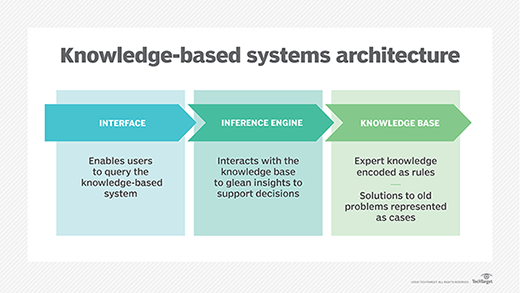 Knowledge-based systems architecture
INTERFACE
Enables users
to query the
knowledge-based
system
INFERENCE ENGINE
Interacts with the
knowledge base
to glean insights to
support decisions
KNOWLEDGE BASE
Expert knowledge
encoded as rules
Solutions to old
problems represented
as cases
TechTarget